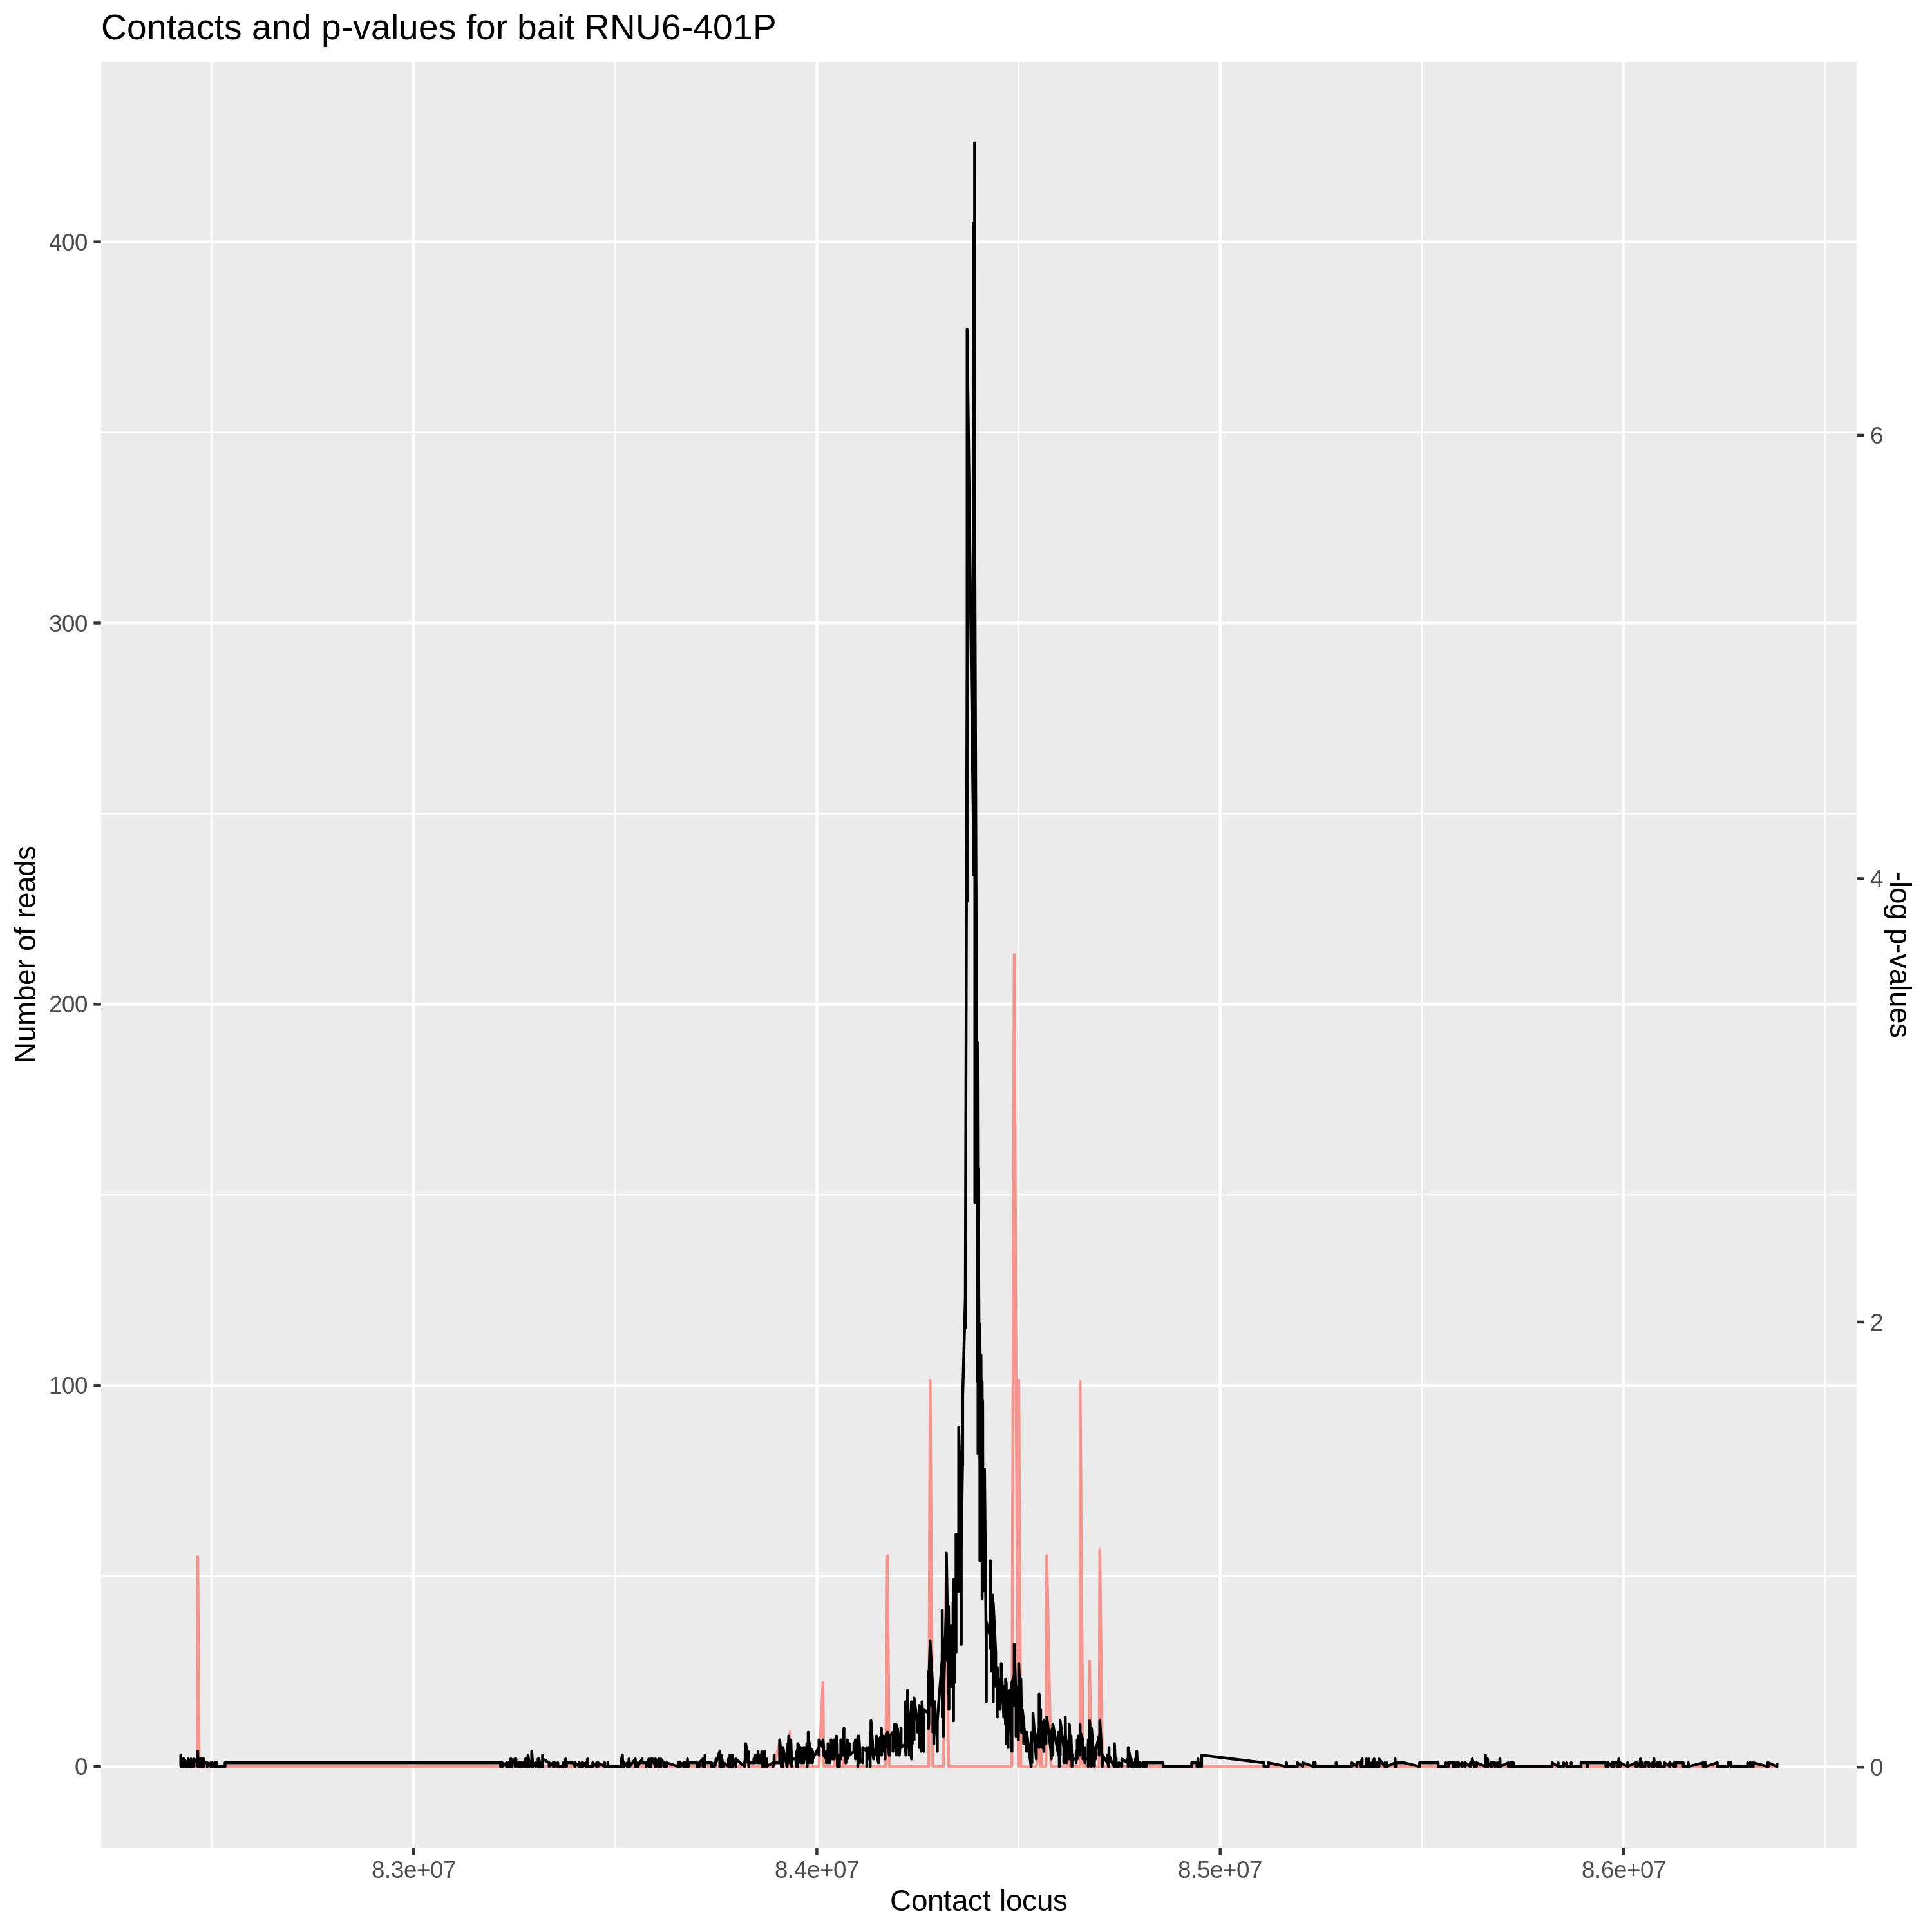 Contacts and p-values for bait RNU6-401P
400
300
200
100
0
6
4
2
0
Number of reads
-log p-values
8.3e+07
8.4e+07
8.5e+07
8.6e+07
Contact locus